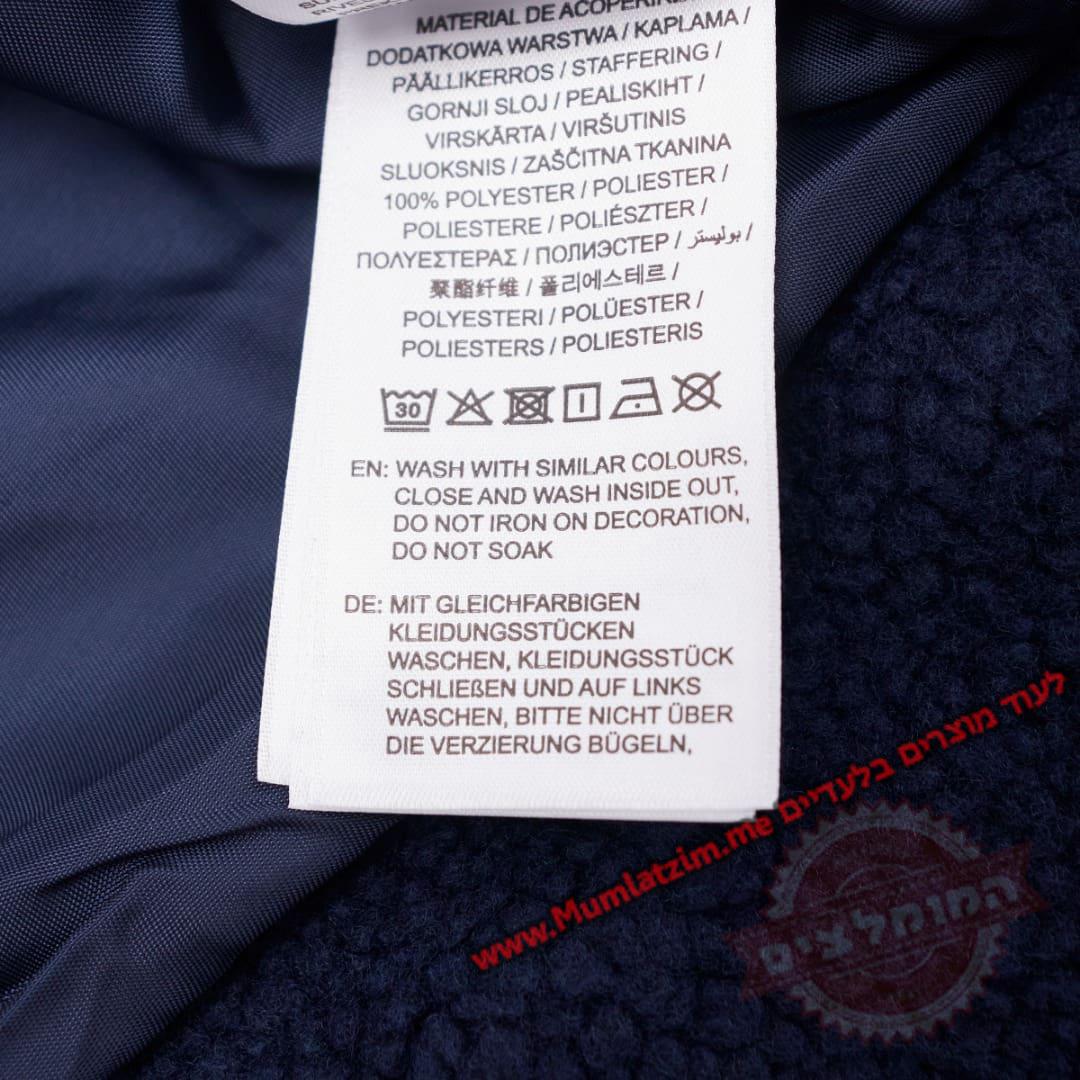 MATERIAL DE ACOPERIRE
DODATKOWA WARSTWA / KAPLAMA /
PÄÄLLIKERROS / STAFFERING /
GORNJI SLOJ / PEALISKIHT /
VIRSKĀRTA / VIRŠUTINIS
SLUOKSNIS / ZAŠČITNA TKANINA
100% POLYESTER / POLIESTER /
POLIESTERE / POLIÉSZTER /
ΠΟΛΥΕΣΤΕΡΑΣ / ПОЛИЭСТЕР / بوليستر /
聚酯纤维 / 폴리에스테르 /
POLYESTERI / POLÜESTER /
POLIESTERS / POLIESTERIS
30
EN: WASH WITH SIMILAR COLOURS,
CLOSE AND WASH INSIDE OUT,
DO NOT IRON ON DECORATION,
DO NOT SOAK
DE: MIT GLEICHFARBIGEN
KLEIDUNGSSTÜCKEN
WASCHEN, KLEIDUNGSSTÜCK
SCHLIEẞEN UND AUF LINKS
WASCHEN, BITTE NICHT ÜBER
DIE VERZIERUNG BÜGELN,
לעוד מוצרים בלעדיים www.Mumlatzim.me
המומלצים